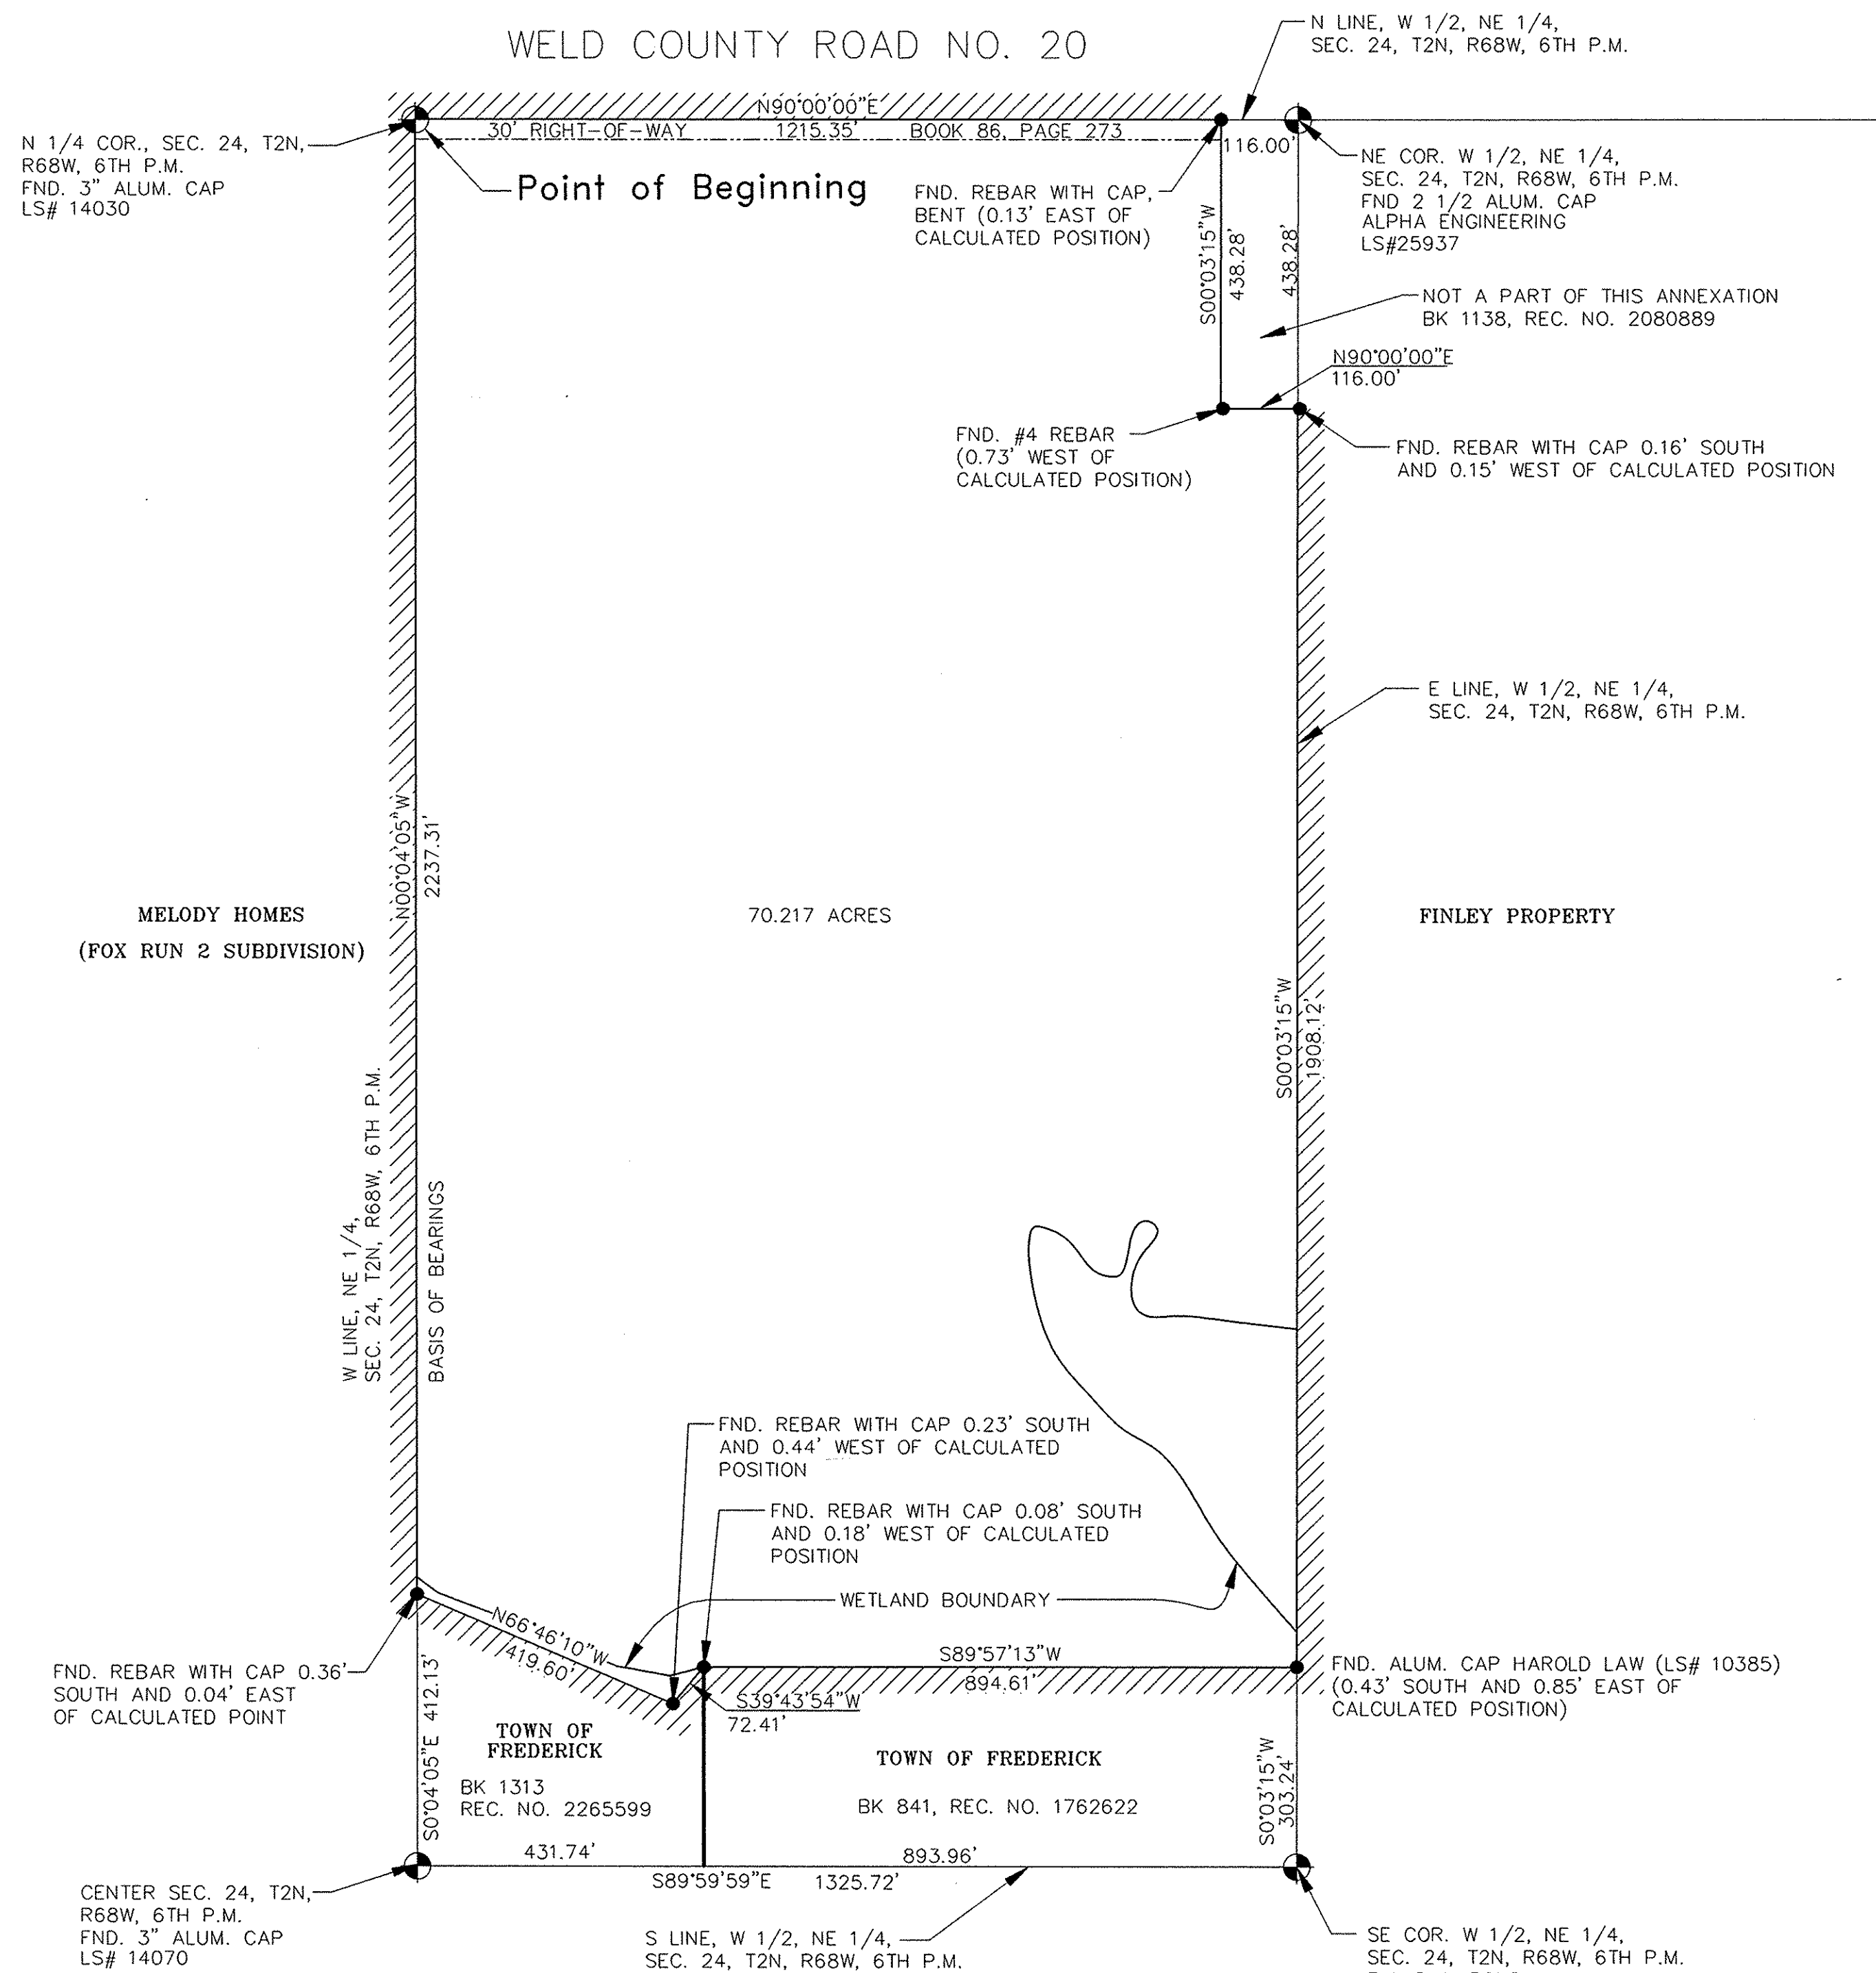 WELD COUNTY ROAD NO. 20
N LINE, W 1/2, NE 1/4,
SEC. 24, T2N, R68W, 6TH P.M.
N90°00'00"E
30' RIGHT-OF-WAY 1215.35' BOOK 86, PAGE 273
116.00'
N 1/4 COR., SEC. 24, T2N,
R68W, 6TH P.M.
FND. 3" ALUM. CAP
LS# 14030
Point of Beginning
FND. REBAR WITH CAP,
BENT (0.13' EAST OF
CALCULATED POSITION)
S00°03'15"W
438.28'
438.28'
NE COR. W 1/2, NE 1/4,
SEC. 24, T2N, R68W, 6TH P.M.
FND 2 1/2 ALUM. CAP
ALPHA ENGINEERING
LS#25937
NOT A PART OF THIS ANNEXATION
BK 1138, REC. NO. 2080889
N90°00'00"E
116.00'
FND. #4 REBAR
(0.73' WEST OF
CALCULATED POSITION)
FND. REBAR WITH CAP 0.16' SOUTH
AND 0.15' WEST OF CALCULATED POSITION
E LINE, W 1/2, NE 1/4,
SEC. 24, T2N, R68W, 6TH P.M.
N00°04'05"W
2237.31'
MELODY HOMES
(FOX RUN 2 SUBDIVISION)
70.217 ACRES
FINLEY PROPERTY
S00°03'15"W
1908.12'
W LINE, NE 1/4,
SEC. 24, T2N, R68W, 6TH P.M.
BASIS OF BEARINGS
FND. REBAR WITH CAP 0.23' SOUTH
AND 0.44' WEST OF CALCULATED
POSITION
FND. REBAR WITH CAP 0.08' SOUTH
AND 0.18' WEST OF CALCULATED
POSITION
WETLAND BOUNDARY
N66°46'10"W
419.60'
S89°57'13"W
894.61'
S39°43'54"W
72.41'
FND. REBAR WITH CAP 0.36'
SOUTH AND 0.04' EAST
OF CALCULATED POINT
FND. ALUM. CAP HAROLD LAW (LS# 10385)
(0.43' SOUTH AND 0.85' EAST OF
CALCULATED POSITION)
S0°04'05"E 412.13'
TOWN OF
FREDERICK
BK 1313
REC. NO. 2265599
TOWN OF FREDERICK
BK 841, REC. NO. 1762622
S0°03'15"W
303.24'
431.74'
893.96'
S89°59'59"E 1325.72'
CENTER SEC. 24, T2N,
R68W, 6TH P.M.
FND. 3" ALUM. CAP
LS# 14070
S LINE, W 1/2, NE 1/4,
SEC. 24, T2N, R68W, 6TH P.M.
SE COR. W 1/2, NE 1/4,
SEC. 24, T2N, R68W, 6TH P.M.